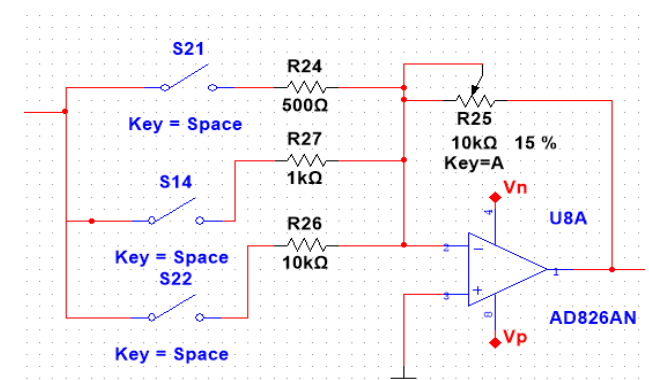 S21
R24
500Ω
Key = Space
R25
10kΩ 15 %
Key=A
R27
1kΩ
S14
Vn
4
U8A
R26
Key = Space
10kΩ
S22
2
1
3
8
AD826AN
Vp
Key = Space